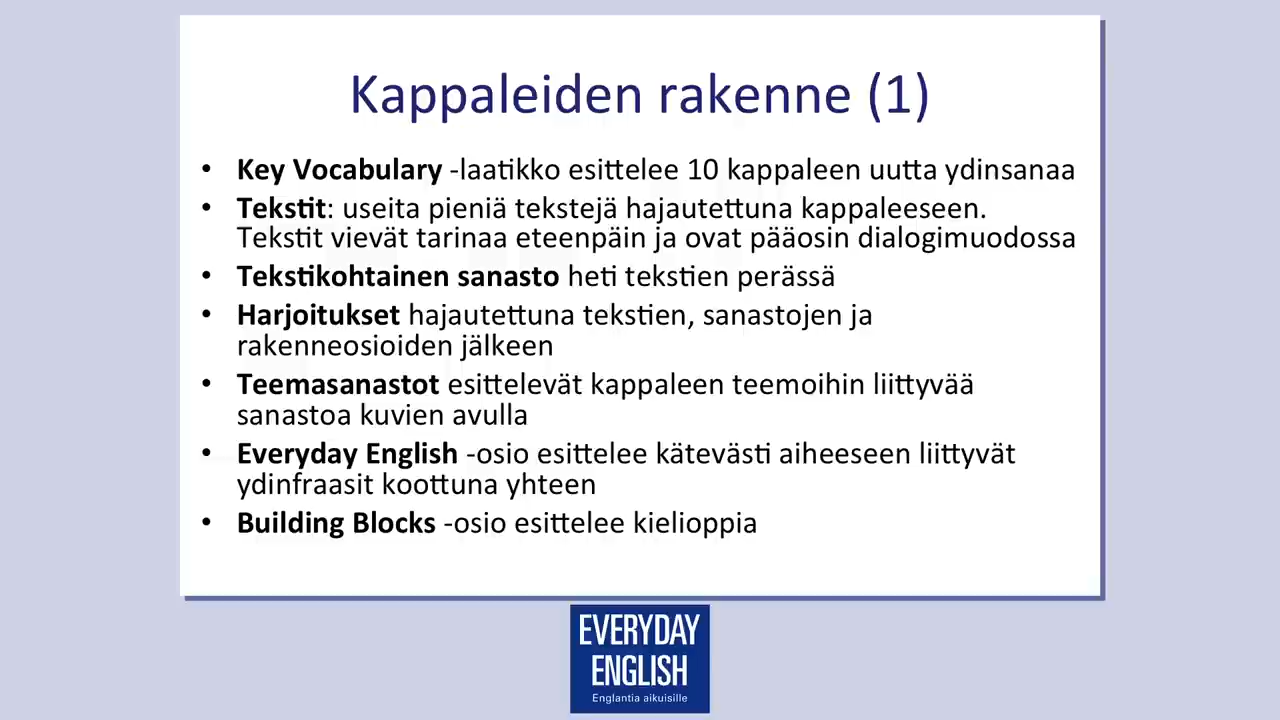 Kappaleiden rakenne (1)
• Key Vocabulary -laatikko esittelee 10 kappaleen uutta ydinsanaa
• Tekstit: useita pieniä tekstejä hajautettuna kappaleeseen.
Tekstit vievät tarinaa eteenpäin ja ovat pääosin dialogimuodossa
• Tekstikohtainen sanasto heti tekstien perässä
• Harjoitukset hajautettuna tekstien, sanastojen ja
rakenneosioiden jälkeen
• Teemasanastot esittelevät kappaleen teemoihin liittyvää
sanastoa kuvien avulla
• Everyday English -osio esittelee kätevästi aiheeseen liittyvät
ydinfraasit koottuna yhteen
• Building Blocks -osio esittelee kielioppia
EVERYDAY
ENGLISH
Englantia aikuisille